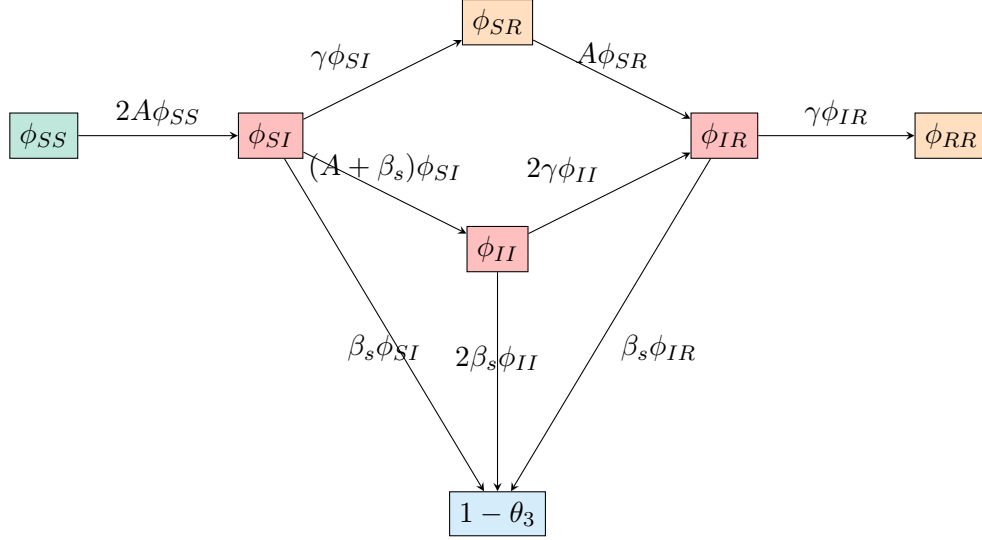 ϕ_SR
γϕ_SI
Aϕ_SR
ϕ_SS
2Aϕ_SS
ϕ_SI
ϕ_IR
γϕ_IR
ϕ_RR
(A + β_s)ϕ_SI
2γϕ_II
ϕ_II
β_sϕ_SI
2β_sϕ_II
β_sϕ_IR
1 − θ_3